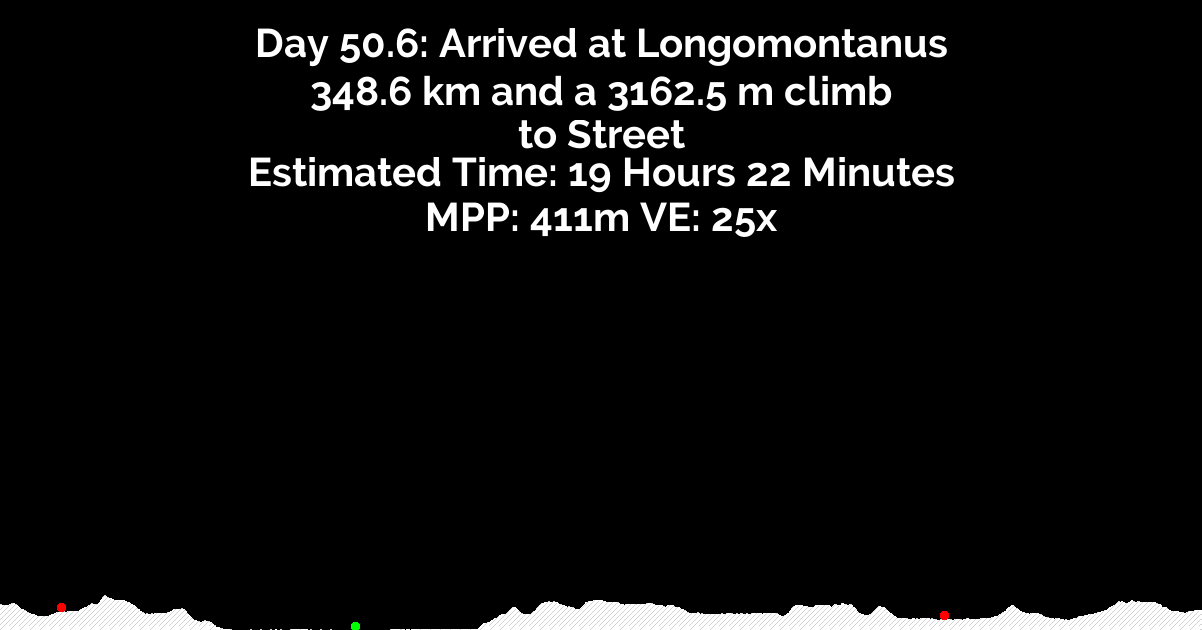 Day 50.6: Arrived at Longomontanus
348.6 km and a 3162.5 m climb
to Street
Estimated Time: 19 Hours 22 Minutes
MPP: 411m VE: 25x